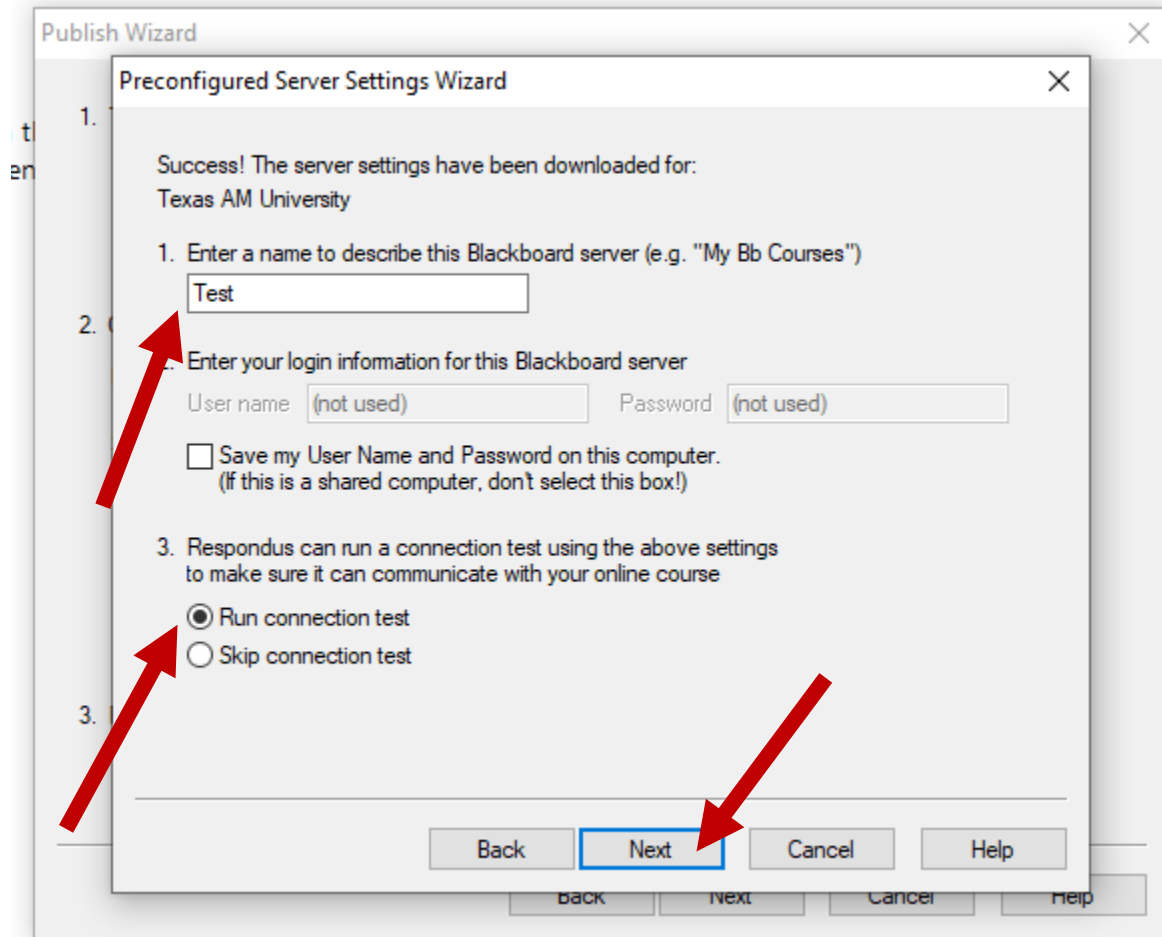 Publish Wizard
Preconfigured Server Settings Wizard
1.
Success! The server settings have been downloaded for:
Texas AM University
1. Enter a name to describe this Blackboard server (e.g. "My Bb Courses")
Test
2.
Enter your login information for this Blackboard server
User name (not used) Password (not used)
Save my User Name and Password on this computer.
(If this is a shared computer, don't select this box!)
3. Respondus can run a connection test using the above settings
to make sure it can communicate with your online course
Run connection test
Skip connection test
3.
Back Next Cancel Help
Back Next Cancel Help